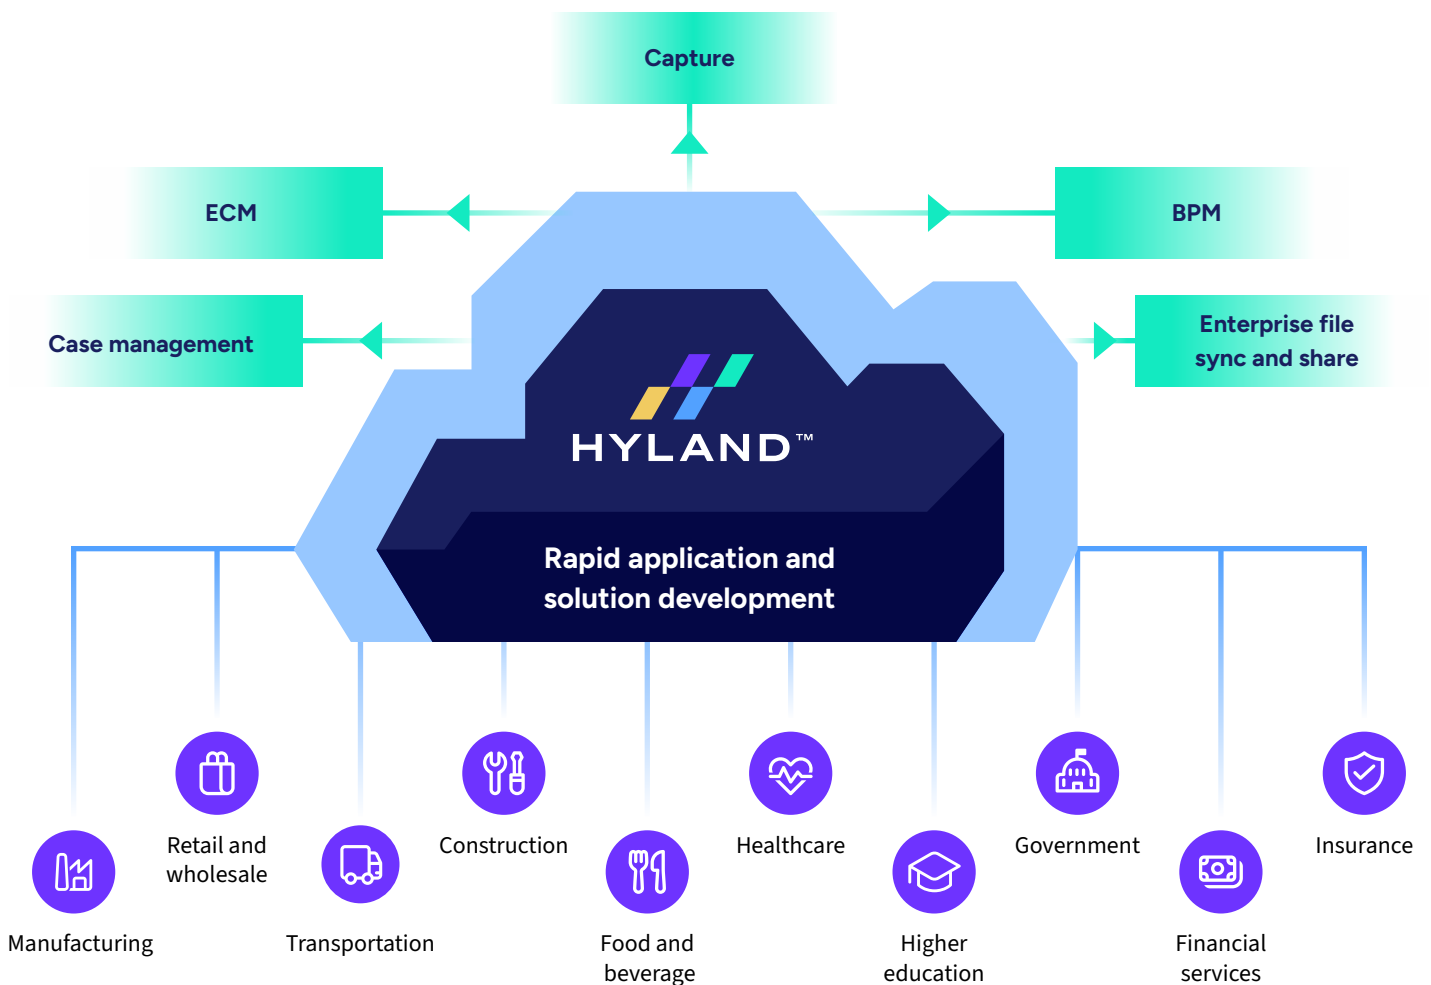 Capture
ECM
BPM
Case management
Enterprise file
sync and share
HYLAND™
Rapid application and
solution development
Manufacturing
Retail and
wholesale
Transportation
Construction
Food and
beverage
Healthcare
Higher
education
Government
Financial
services
Insurance